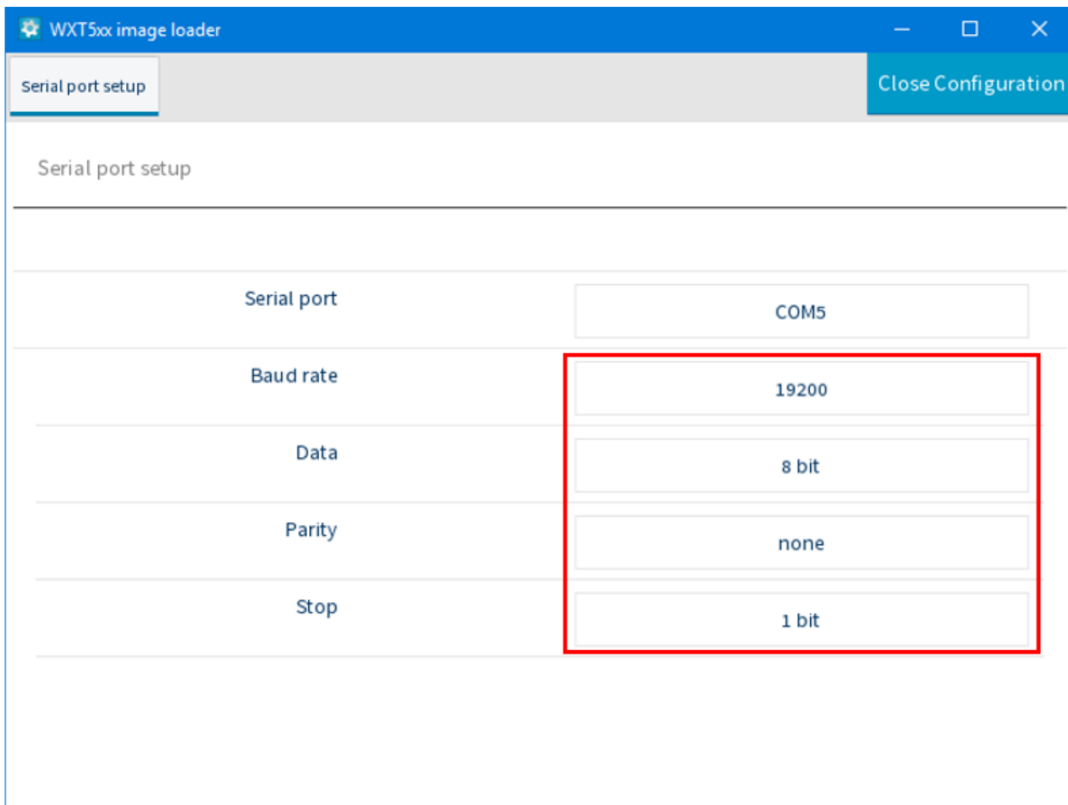 WXT5xx image loader
Serial port setup
Close Configuration
Serial port setup
Serial port
COM5
Baud rate
19200
Data
8 bit
Parity
none
Stop
1 bit